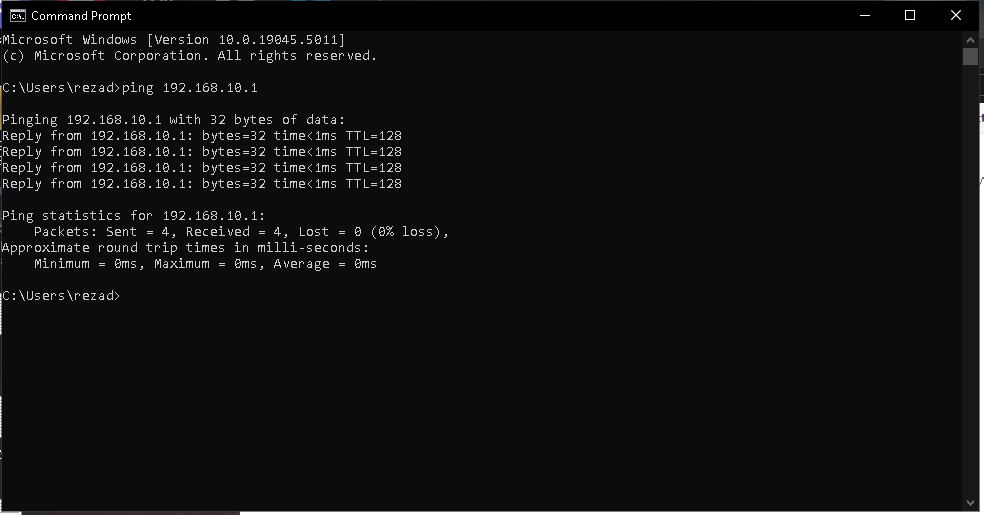 Command Prompt
Microsoft Windows [Version 10.0.19045.5011]
(c) Microsoft Corporation. All rights reserved.
C:\Users\rezad>ping 192.168.10.1
Pinging 192.168.10.1 with 32 bytes of data:
Reply from 192.168.10.1: bytes=32 time<1ms TTL=128
Reply from 192.168.10.1: bytes=32 time<1ms TTL=128
Reply from 192.168.10.1: bytes=32 time<1ms TTL=128
Reply from 192.168.10.1: bytes=32 time<1ms TTL=128
Ping statistics for 192.168.10.1:
    Packets: Sent = 4, Received = 4, Lost = 0 (0% loss),
Approximate round trip times in milli-seconds:
    Minimum = 0ms, Maximum = 0ms, Average = 0ms
C:\Users\rezad>